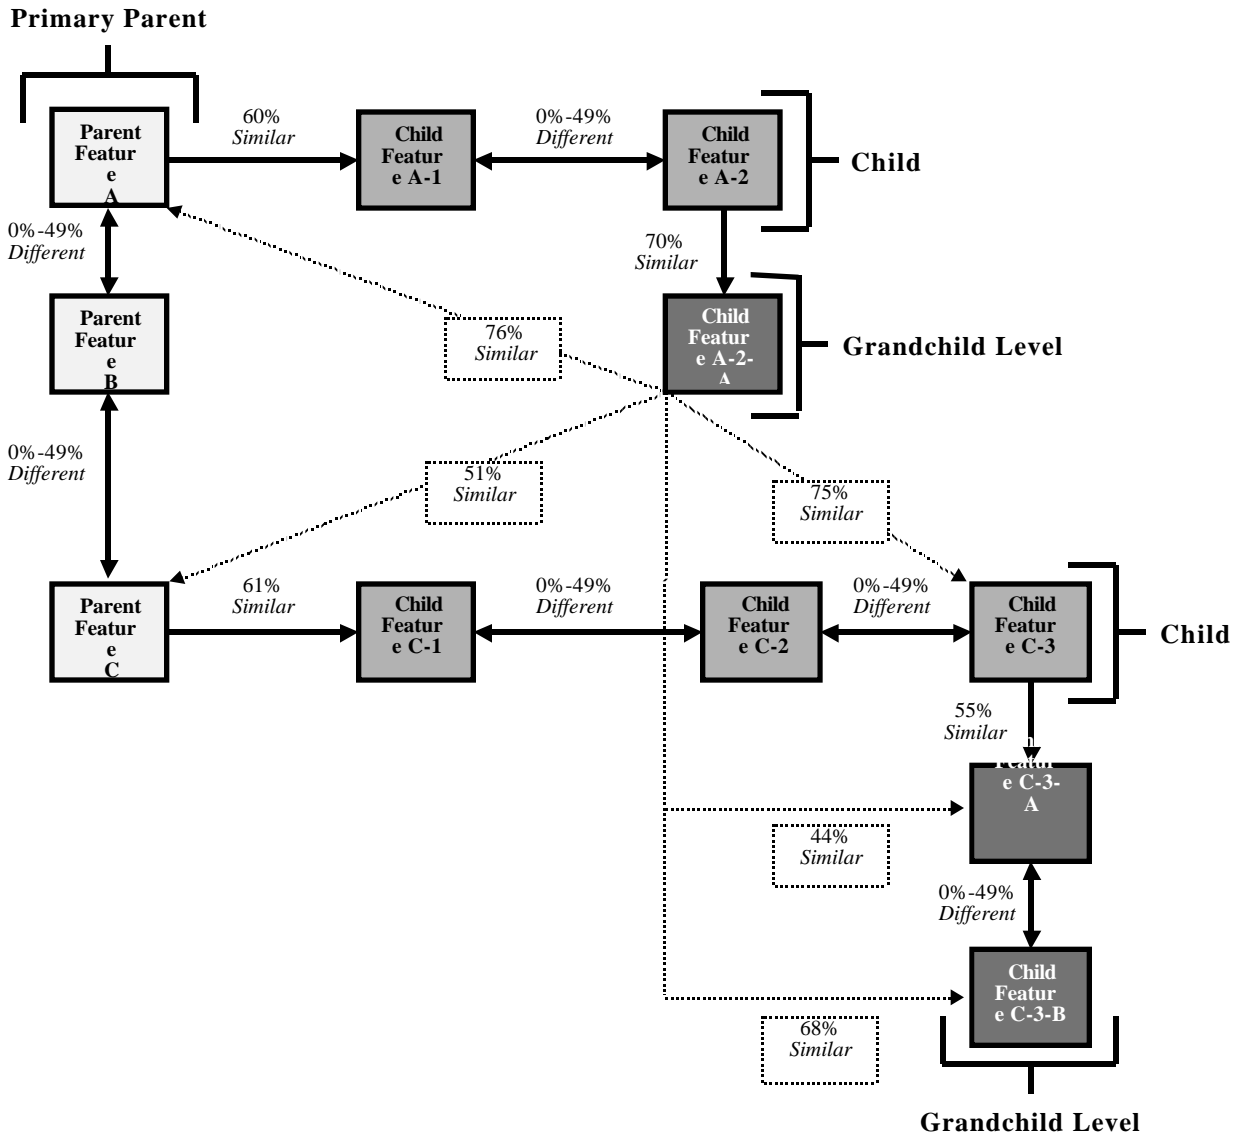 Primary Parent
Parent
Featur
e
A
60%
Similar
Child
Featur
e A-1
0%-49%
Different
Child
Featur
e A-2
Child
0%-49%
Different
70%
Similar
Parent
Featur
e
B
76%
Similar
Child
Featur
e A-2-
A
Grandchild Level
0%-49%
Different
51%
Similar
75%
Similar
Parent
Featur
e
C
61%
Similar
Child
Featur
e C-1
0%-49%
Different
Child
Featur
e C-2
0%-49%
Different
Child
Featur
e C-3
Child
55%
Similar
Featur
e C-3-
A
44%
Similar
0%-49%
Different
Child
Featur
e C-3-B
68%
Similar
Grandchild Level